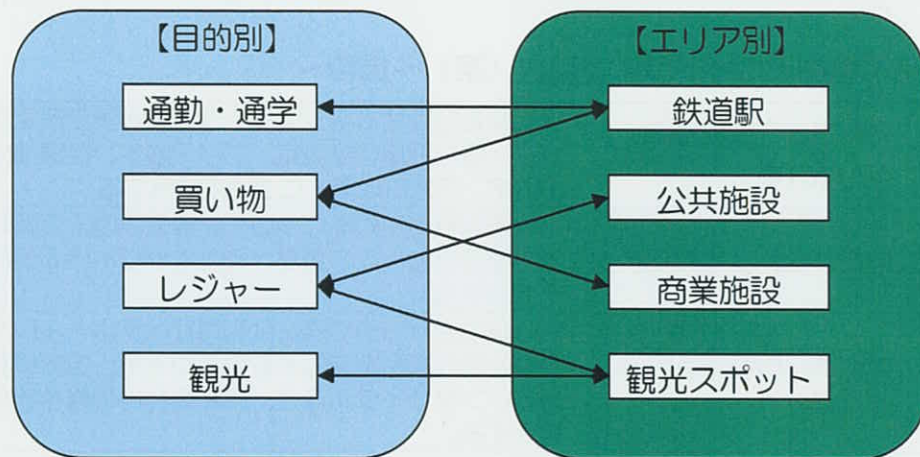 【目的別】
通勤・通学
買い物
レジャー
観光
【エリア別】
鉄道駅
公共施設
商業施設
観光スポット